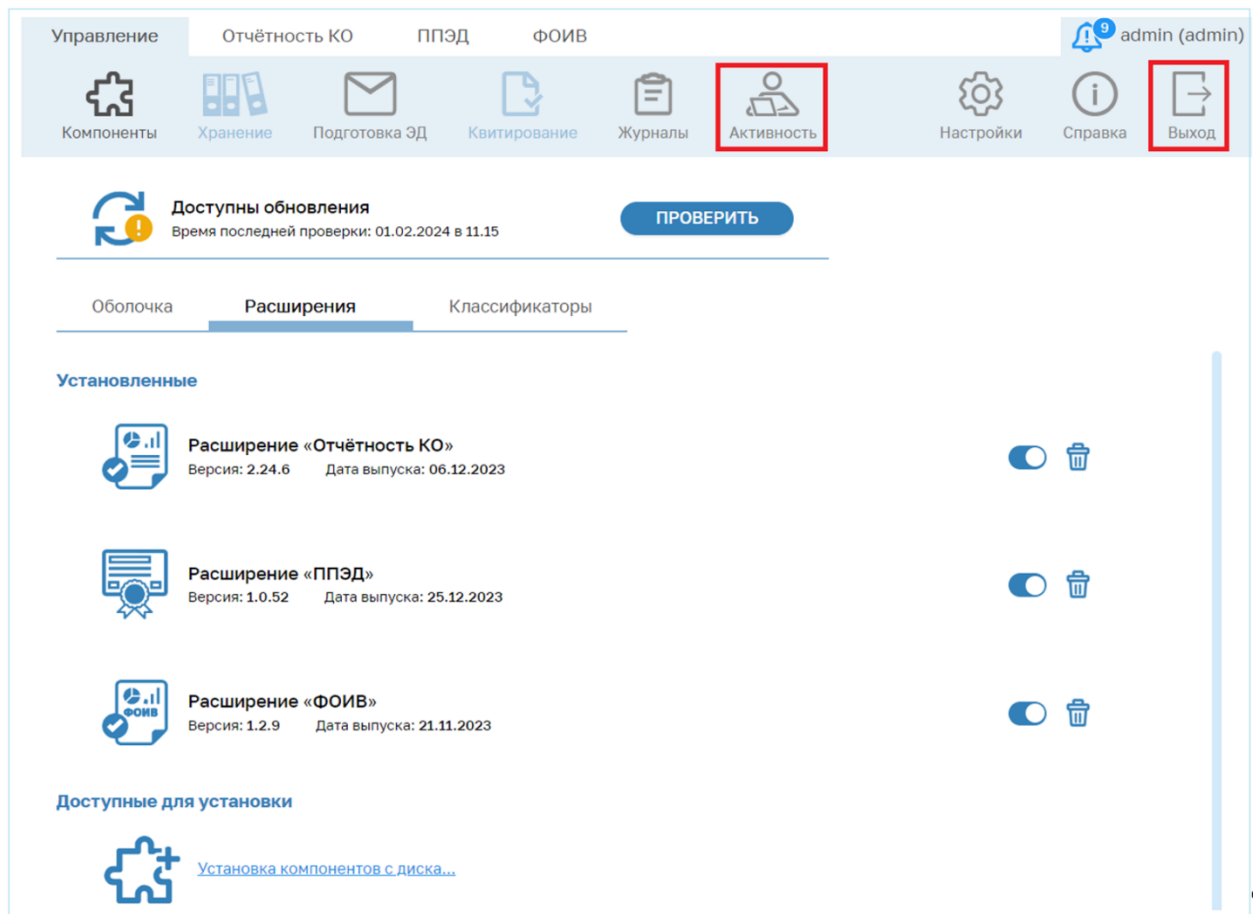 Управление Отчётность КО ППЭД ФОИВ 9 admin (admin)
Компоненты Хранение Подготовка ЭД Квитирование Журналы Активность Настройки Справка Выход
Доступны обновления
Время последней проверки: 01.02.2024 в 11.15
ПРОВЕРИТЬ
Оболочка Расширения Классификаторы
Установленные
Расширение «Отчётность КО»
Версия: 2.24.6 Дата выпуска: 06.12.2023
Расширение «ППЭД»
Версия: 1.0.52 Дата выпуска: 25.12.2023
ФОИВ
Расширение «ФОИВ»
Версия: 1.2.9 Дата выпуска: 21.11.2023
Доступные для установки
Установка компонентов с диска...